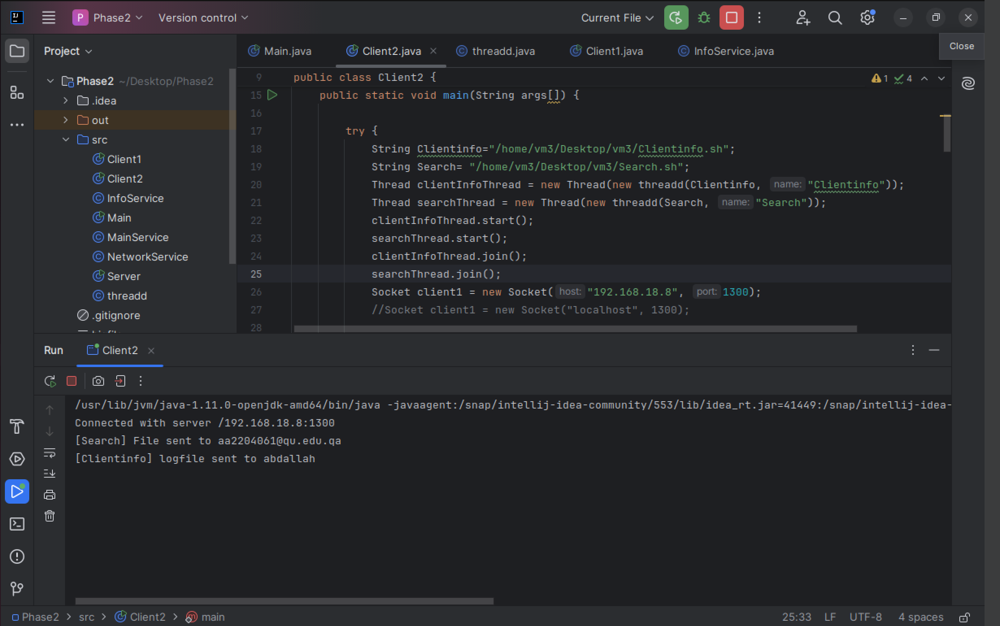 IJ
P Phase2 Version control Current File
Project Main.java Client2.java threadd.java Client1.java InfoService.java Close
Phase2 ~/Desktop/Phase2
.idea
out
src
Client1
Client2
InfoService
Main
MainService
NetworkService
Server
threadd
.gitignore
1 4
9 public class Client2 {
15 public static void main(String args[]) {
16
17 try {
18 String Clientinfo="/home/vm3/Desktop/vm3/Clientinfo.sh";
19 String Search= "/home/vm3/Desktop/vm3/Search.sh";
20 Thread clientInfoThread = new Thread(new threadd(Clientinfo, name: "Clientinfo"));
21 Thread searchThread = new Thread(new threadd(Search, name: "Search"));
22 clientInfoThread.start();
23 searchThread.start();
24 clientInfoThread.join();
25 searchThread.join();
26 Socket client1 = new Socket( host: "192.168.18.8", port: 1300);
27 //Socket client1 = new Socket("localhost", 1300);
28
Run Client2
/usr/lib/jvm/java-1.11.0-openjdk-amd64/bin/java -javaagent:/snap/intellij-idea-community/553/lib/idea_rt.jar=41449:/snap/intellij-idea-
Connected with server /192.168.18.8:1300
[Search] File sent to aa2204061@qu.edu.qa
[Clientinfo] logfile sent to abdallah
Phase2 > src > Client2 > main 25:33 LF UTF-8 4 spaces